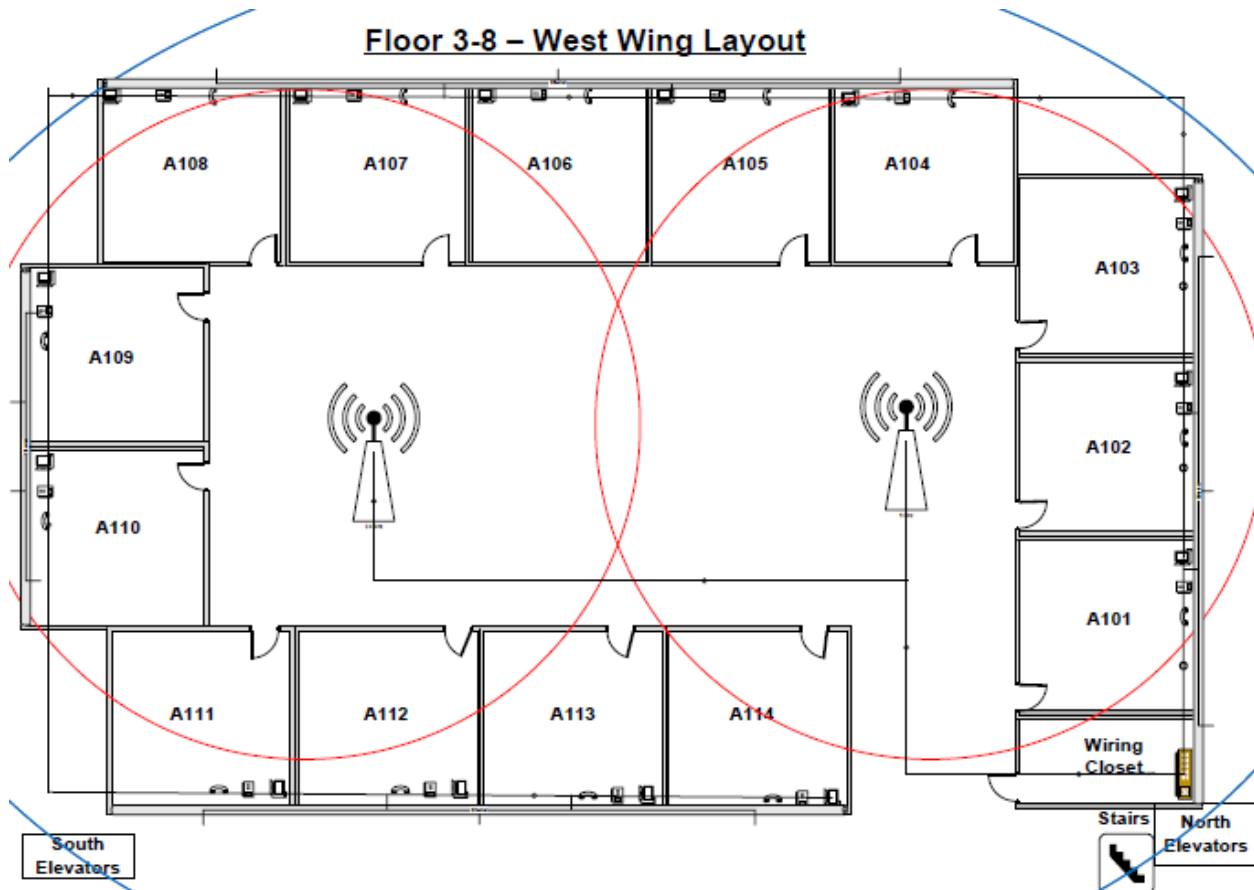 Floor 3-8 – West Wing Layout
A108
A107
A106
A105
A104
A103
A109
A102
A110
A101
A111
A112
A113
A114
Wiring
Closet
Stairs
North
Elevators
South
Elevators